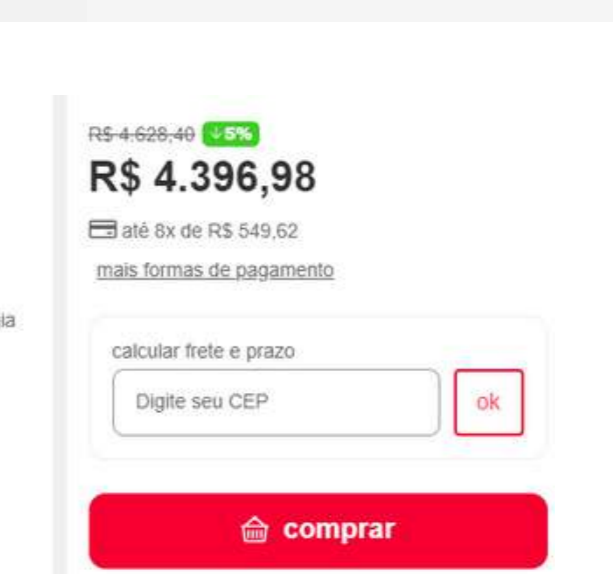 R$ 4.628,40 ↓5%
R$ 4.396,98
até 8x de R$ 549,62
mais formas de pagamento
calcular frete e prazo
Digite seu CEP
ok
comprar